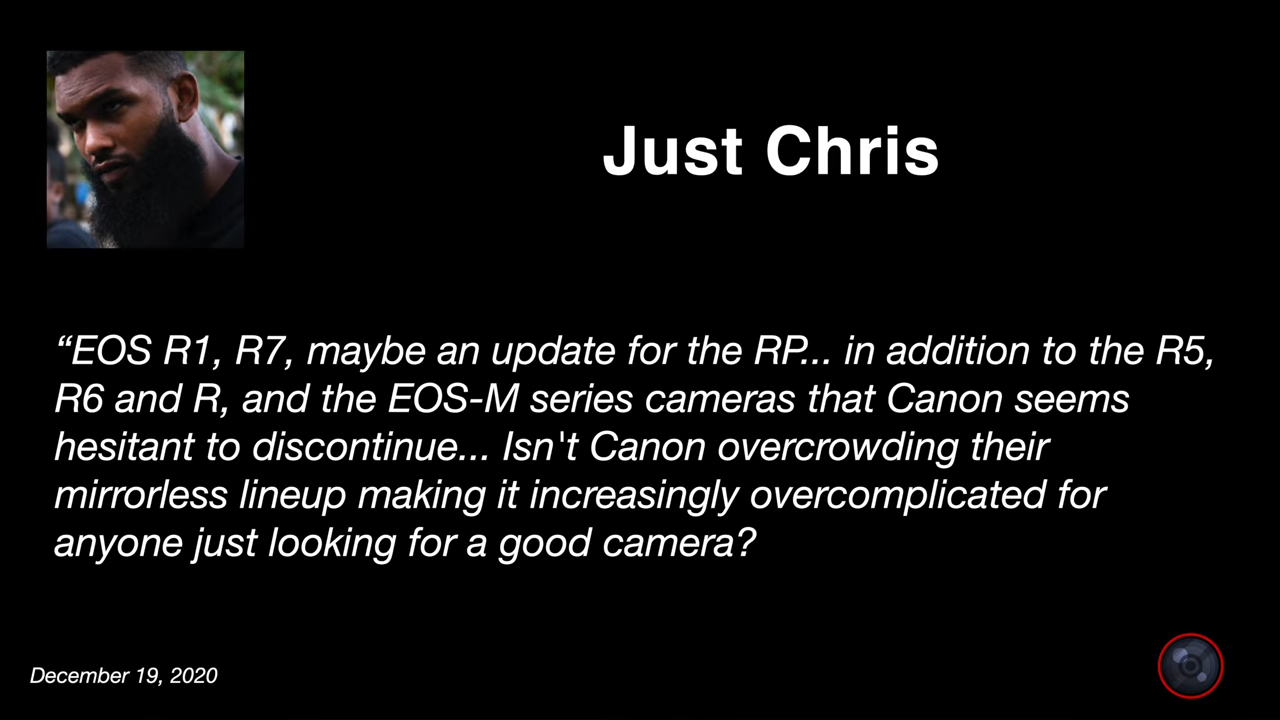 Just Chris
“EOS R1, R7, maybe an update for the RP... in addition to the R5,
R6 and R, and the EOS-M series cameras that Canon seems
hesitant to discontinue... Isn't Canon overcrowding their
mirrorless lineup making it increasingly overcomplicated for
anyone just looking for a good camera?
December 19, 2020